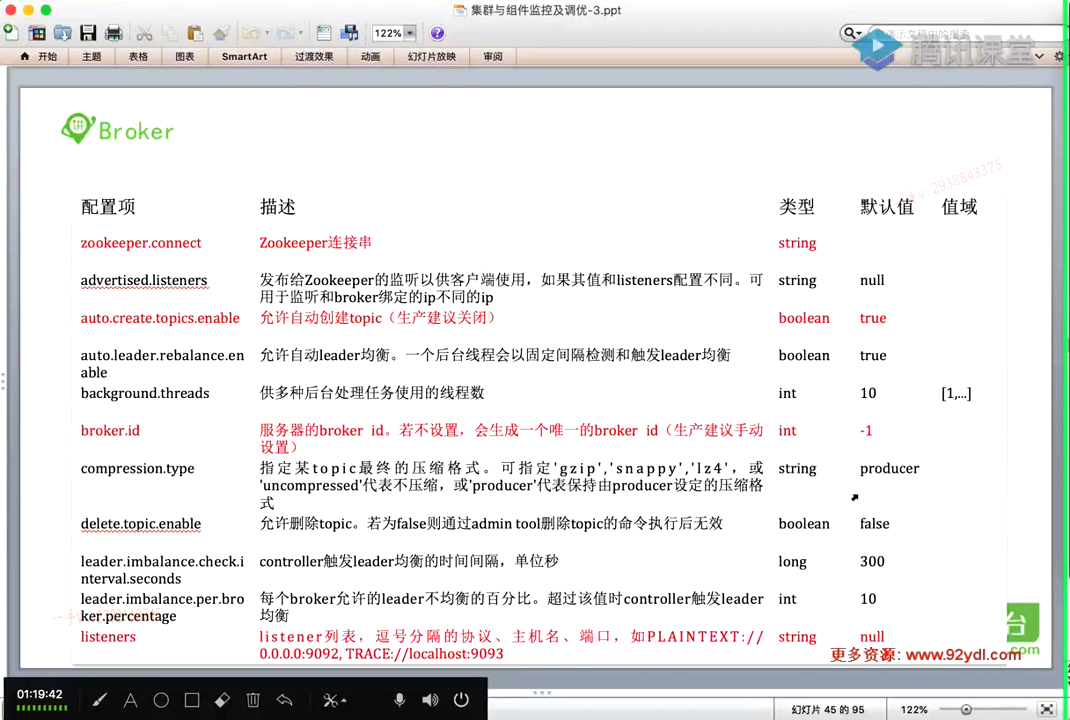 集群与组件监控及调优-3.ppt
122%
腾讯课堂
开始 主题 表格 图表 SmartArt 过渡效果 动画 幻灯片放映 审阅
Broker
2938843375
配置项 描述 类型 默认值 值域
zookeeper.connect Zookeeper连接串 string
advertised.listeners 发布给Zookeeper的监听以供客户端使用，如果其值和listeners配置不同。可 string null
用于监听和broker绑定的ip不同的ip
auto.create.topics.enable 允许自动创建topic（生产建议关闭） boolean true
auto.leader.rebalance.en 允许自动leader均衡。一个后台线程会以固定间隔检测和触发leader均衡 boolean true
able
background.threads 供多种后台处理任务使用的线程数 int 10 [1,...]
broker.id 服务器的broker id。若不设置，会生成一个唯一的broker id（生产建议手动 int -1
设置）
compression.type 指定某topic最终的压缩格式。可指定'gzip','snappy','lz4'，或 string producer
'uncompressed'代表不压缩，或'producer'代表保持由producer设定的压缩格
式
delete.topic.enable 允许删除topic。若为false则通过admin tool删除topic的命令执行后无效 boolean false
leader.imbalance.check.i controller触发leader均衡的时间间隔，单位秒 long 300
nterval.seconds
leader.imbalance.per.bro 每个broker允许的leader不均衡的百分比。超过该值时controller触发leader int 10
ker.percentage 均衡
listeners listener列表，逗号分隔的协议、主机名、端口，如PLAINTEXT:// string null
0.0.0.0:9092, TRACE://localhost:9093
台
.com
更多资源：www.92ydl.com
01:19:42
幻灯片 45 的 95 122%